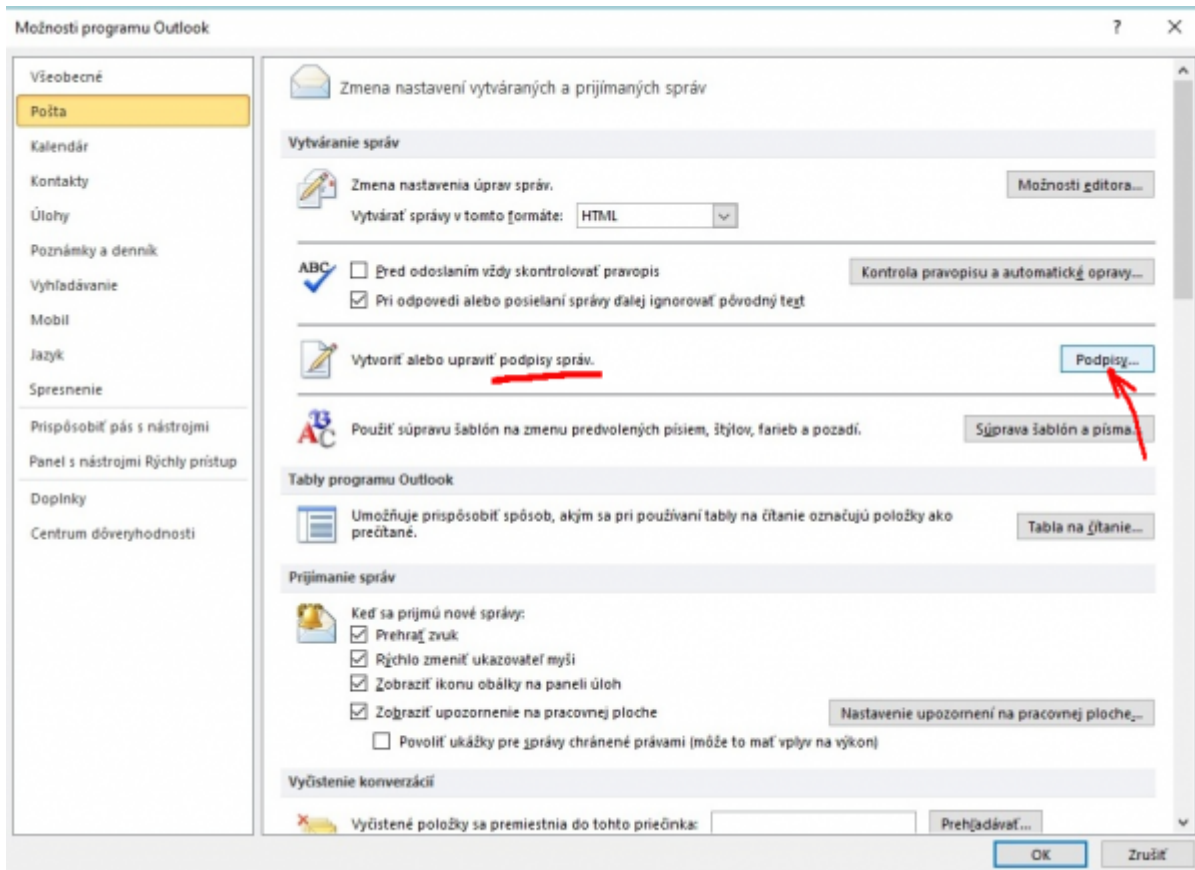 Možnosti programu Outlook
Všeobecné
Pošta
Kalendár
Kontakty
Úlohy
Poznámky a denník
Vyhľadávanie
Mobil
Jazyk
Spresnenie
Prispôsobiť pás s nástrojmi
Panel s nástrojmi Rýchly prístup
Doplnky
Centrum dôveryhodnosti
Zmena nastavení vytváraných a prijímaných správ
Vytváranie správ
Zmena nastavenia úprav správ.
Možnosti editora...
Vytvárať správy v tomto formáte: HTML
ABC
Pred odoslaním vždy skontrolovať pravopis
Kontrola pravopisu a automatické opravy...
Pri odpovedi alebo posielaní správy ďalej ignorovať pôvodný text
Vytvoriť alebo upraviť podpisy správ.
Podpisy...
Použiť súpravu šablón na zmenu predvolených písiem, štýlov, farieb a pozadí.
Súprava šablón a písma...
Tably programu Outlook
Umožňuje prispôsobiť spôsob, akým sa pri používaní tably na čítanie označujú položky ako
prečítané.
Tabla na čítanie...
Prijímanie správ
Keď sa prijmú nové správy:
Prehrať zvuk
Rýchlo zmeniť ukazovateľ myši
Zobraziť ikonu obálky na paneli úloh
Zobraziť upozornenie na pracovnej ploche
Nastavenie upozornení na pracovnej ploche...
Povoliť ukážky pre správy chránené právami (môže to mať vplyv na výkon)
Vyčistenie konverzácií
Vyčistené položky sa premiestnia do tohto priečinka:
Prehľadávať...
OK
Zrušiť